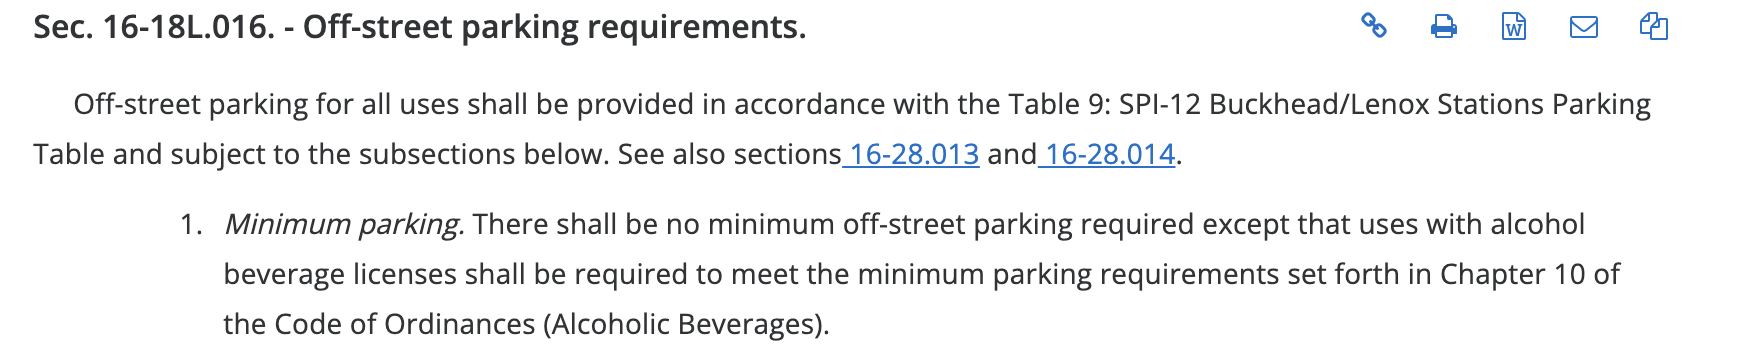 Sec. 16-18L.016. - Off-street parking requirements.
Off-street parking for all uses shall be provided in accordance with the Table 9: SPI-12 Buckhead/Lenox Stations Parking
Table and subject to the subsections below. See also sections 16-28.013 and 16-28.014.
1. Minimum parking. There shall be no minimum off-street parking required except that uses with alcohol
beverage licenses shall be required to meet the minimum parking requirements set forth in Chapter 10 of
the Code of Ordinances (Alcoholic Beverages).